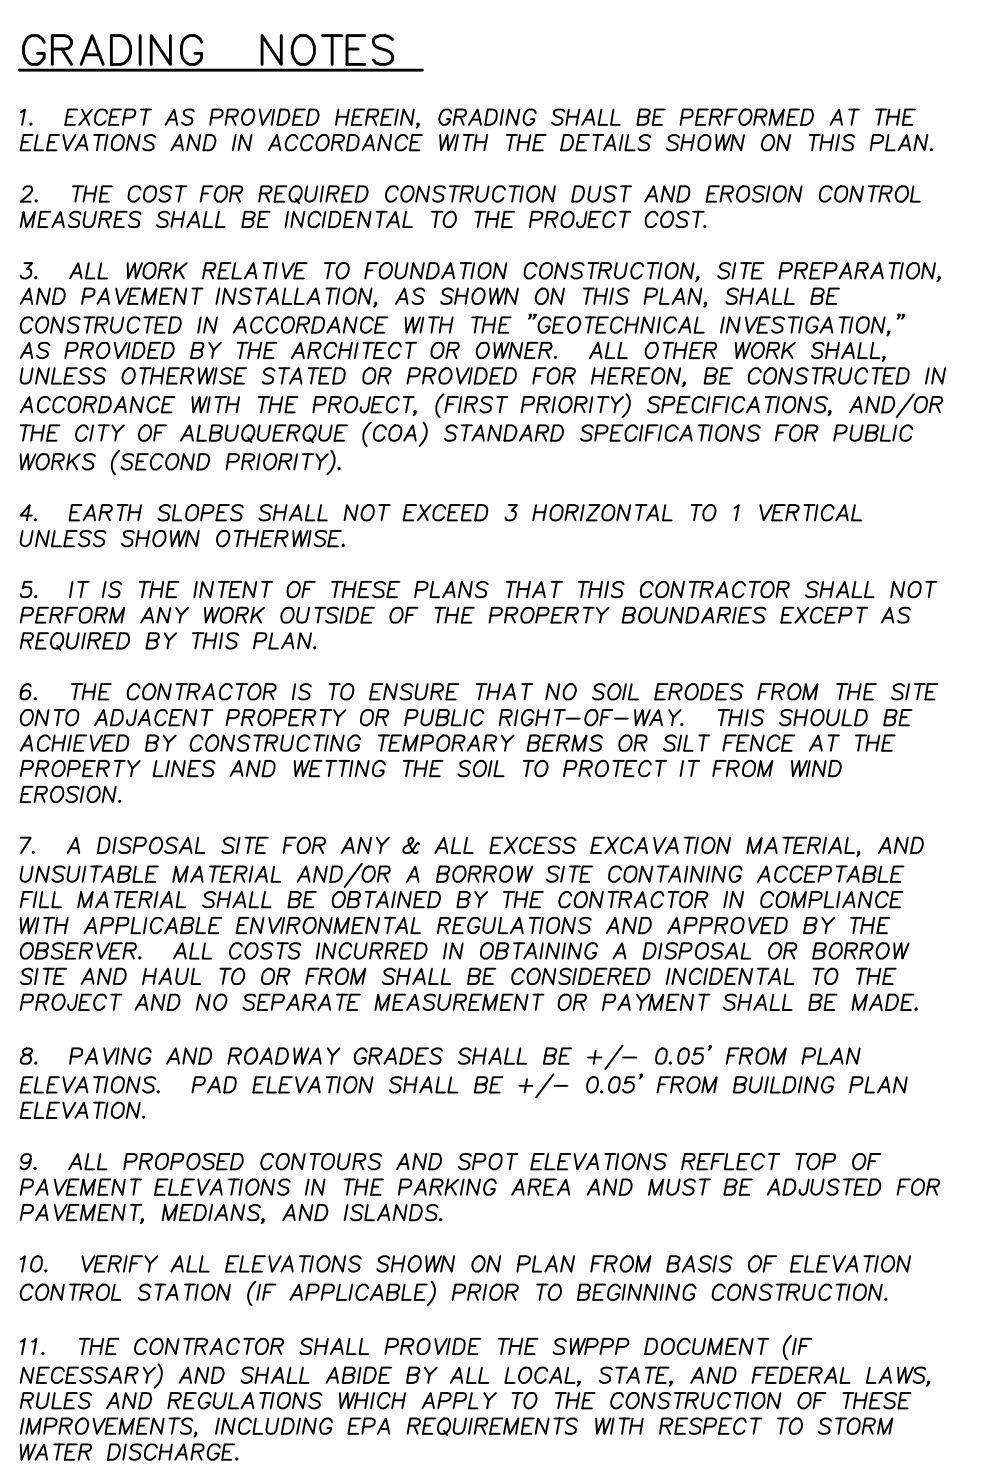 GRADING NOTES
1. EXCEPT AS PROVIDED HEREIN, GRADING SHALL BE PERFORMED AT THE
ELEVATIONS AND IN ACCORDANCE WITH THE DETAILS SHOWN ON THIS PLAN.
2. THE COST FOR REQUIRED CONSTRUCTION DUST AND EROSION CONTROL
MEASURES SHALL BE INCIDENTAL TO THE PROJECT COST.
3. ALL WORK RELATIVE TO FOUNDATION CONSTRUCTION, SITE PREPARATION,
AND PAVEMENT INSTALLATION, AS SHOWN ON THIS PLAN, SHALL BE
CONSTRUCTED IN ACCORDANCE WITH THE "GEOTECHNICAL INVESTIGATION,"
AS PROVIDED BY THE ARCHITECT OR OWNER. ALL OTHER WORK SHALL,
UNLESS OTHERWISE STATED OR PROVIDED FOR HEREON, BE CONSTRUCTED IN
ACCORDANCE WITH THE PROJECT, (FIRST PRIORITY) SPECIFICATIONS, AND/OR
THE CITY OF ALBUQUERQUE (COA) STANDARD SPECIFICATIONS FOR PUBLIC
WORKS (SECOND PRIORITY).
4. EARTH SLOPES SHALL NOT EXCEED 3 HORIZONTAL TO 1 VERTICAL
UNLESS SHOWN OTHERWISE.
5. IT IS THE INTENT OF THESE PLANS THAT THIS CONTRACTOR SHALL NOT
PERFORM ANY WORK OUTSIDE OF THE PROPERTY BOUNDARIES EXCEPT AS
REQUIRED BY THIS PLAN.
6. THE CONTRACTOR IS TO ENSURE THAT NO SOIL ERODES FROM THE SITE
ONTO ADJACENT PROPERTY OR PUBLIC RIGHT-OF-WAY. THIS SHOULD BE
ACHIEVED BY CONSTRUCTING TEMPORARY BERMS OR SILT FENCE AT THE
PROPERTY LINES AND WETTING THE SOIL TO PROTECT IT FROM WIND
EROSION.
7. A DISPOSAL SITE FOR ANY & ALL EXCESS EXCAVATION MATERIAL, AND
UNSUITABLE MATERIAL AND/OR A BORROW SITE CONTAINING ACCEPTABLE
FILL MATERIAL SHALL BE OBTAINED BY THE CONTRACTOR IN COMPLIANCE
WITH APPLICABLE ENVIRONMENTAL REGULATIONS AND APPROVED BY THE
OBSERVER. ALL COSTS INCURRED IN OBTAINING A DISPOSAL OR BORROW
SITE AND HAUL TO OR FROM SHALL BE CONSIDERED INCIDENTAL TO THE
PROJECT AND NO SEPARATE MEASUREMENT OR PAYMENT SHALL BE MADE.
8. PAVING AND ROADWAY GRADES SHALL BE +/- 0.05' FROM PLAN
ELEVATIONS. PAD ELEVATION SHALL BE +/- 0.05' FROM BUILDING PLAN
ELEVATION.
9. ALL PROPOSED CONTOURS AND SPOT ELEVATIONS REFLECT TOP OF
PAVEMENT ELEVATIONS IN THE PARKING AREA AND MUST BE ADJUSTED FOR
PAVEMENT, MEDIANS, AND ISLANDS.
10. VERIFY ALL ELEVATIONS SHOWN ON PLAN FROM BASIS OF ELEVATION
CONTROL STATION (IF APPLICABLE) PRIOR TO BEGINNING CONSTRUCTION.
11. THE CONTRACTOR SHALL PROVIDE THE SWPPP DOCUMENT (IF
NECESSARY) AND SHALL ABIDE BY ALL LOCAL, STATE, AND FEDERAL LAWS,
RULES AND REGULATIONS WHICH APPLY TO THE CONSTRUCTION OF THESE
IMPROVEMENTS, INCLUDING EPA REQUIREMENTS WITH RESPECT TO STORM
WATER DISCHARGE.